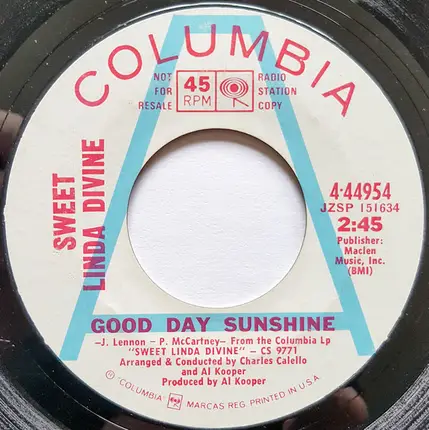 COLUMBIA
A
NOT
FOR
RESALE
45
RPM
RADIO
STATION
COPY
SWEET
LINDA DIVINE
4-44954
JZSP 151634
2:45
Publisher:
Maclen
Music, Inc.
(BMI)
GOOD DAY SUNSHINE
-J. Lennon - P. McCartney- From the Columbia Lp
"SWEET LINDA DIVINE" - CS 9771
Arranged & Conducted by Charles Calello
and Al Kooper
Produced by Al Kooper
Ⓟ "COLUMBIA" MARCAS REG. PRINTED IN U.S.A.